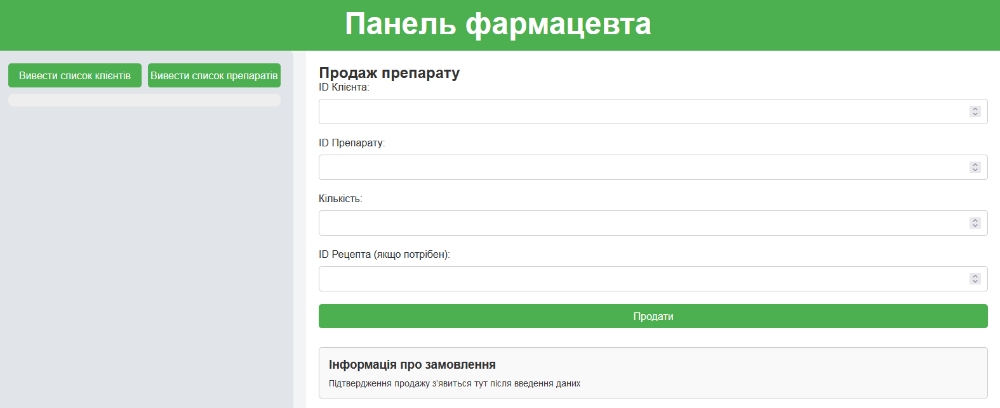 Панель фармацевта
Вивести список клієнтів
Вивести список препаратів
Продаж препарату
ID Клієнта:
ID Препарату:
Кількість:
ID Рецепта (якщо потрібен):
Продати
Інформація про замовлення
Підтвердження продажу з'явиться тут після введення даних